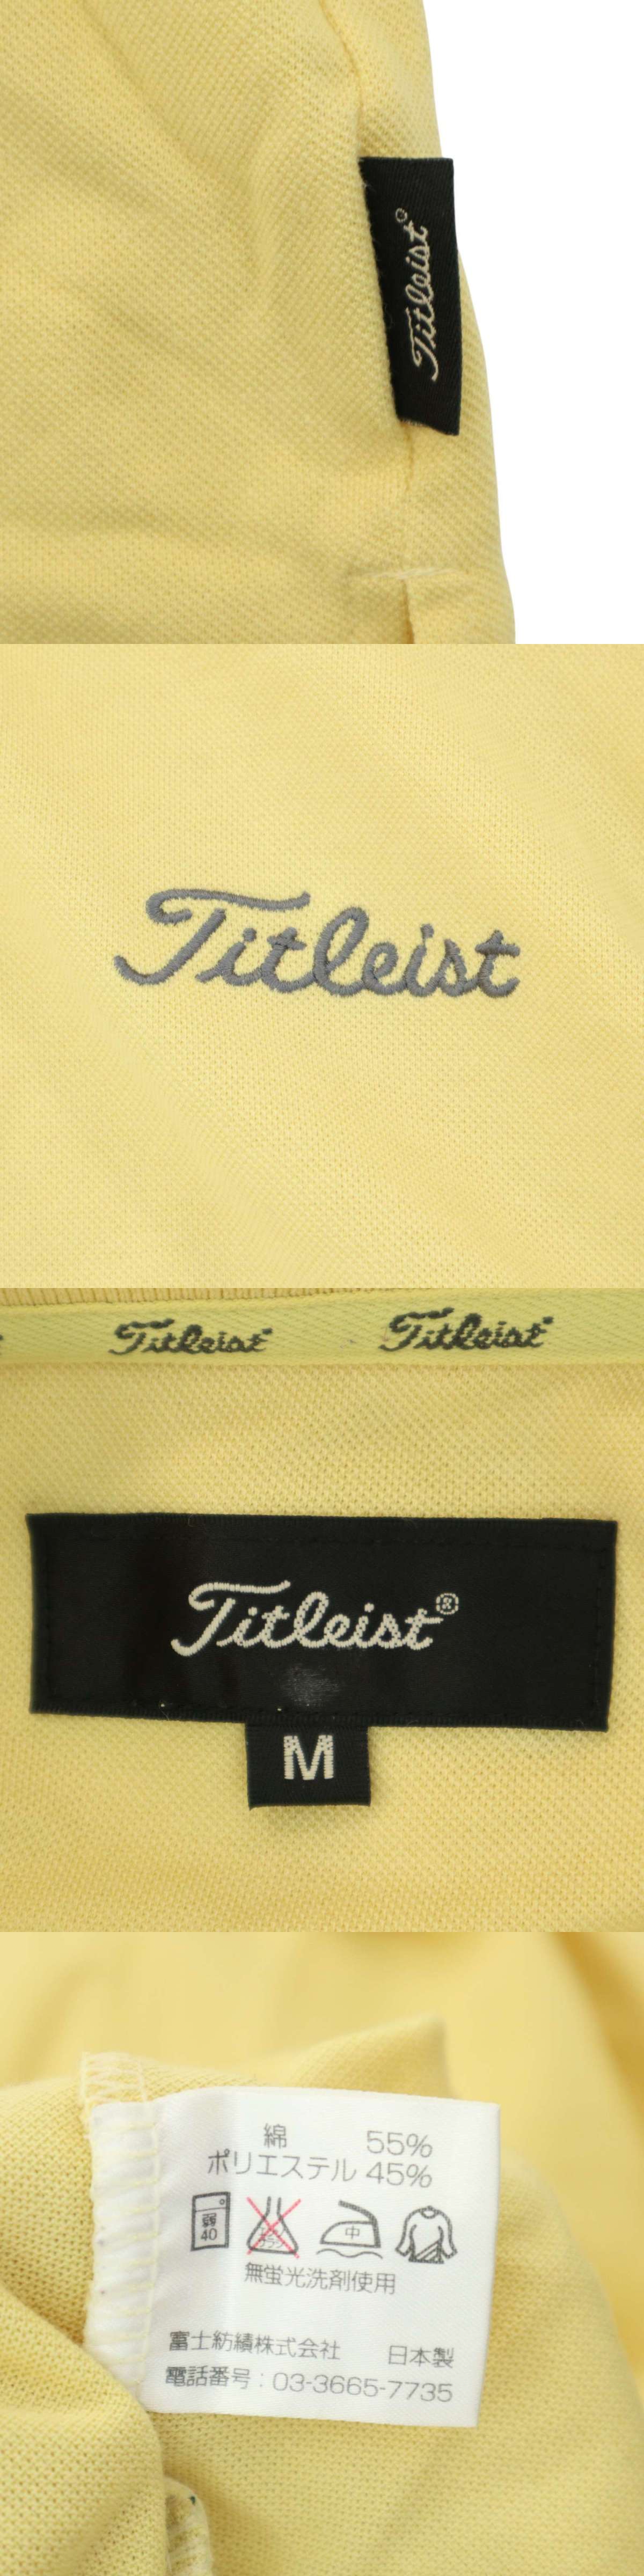 Titleist®
Titleist
Titleist Titleist
Titleist®
M
綿 55%
ポリエステル 45%
弱 中
40
無蛍光洗剤使用
富士紡績株式会社 日本製
電話番号:03-3665-7735